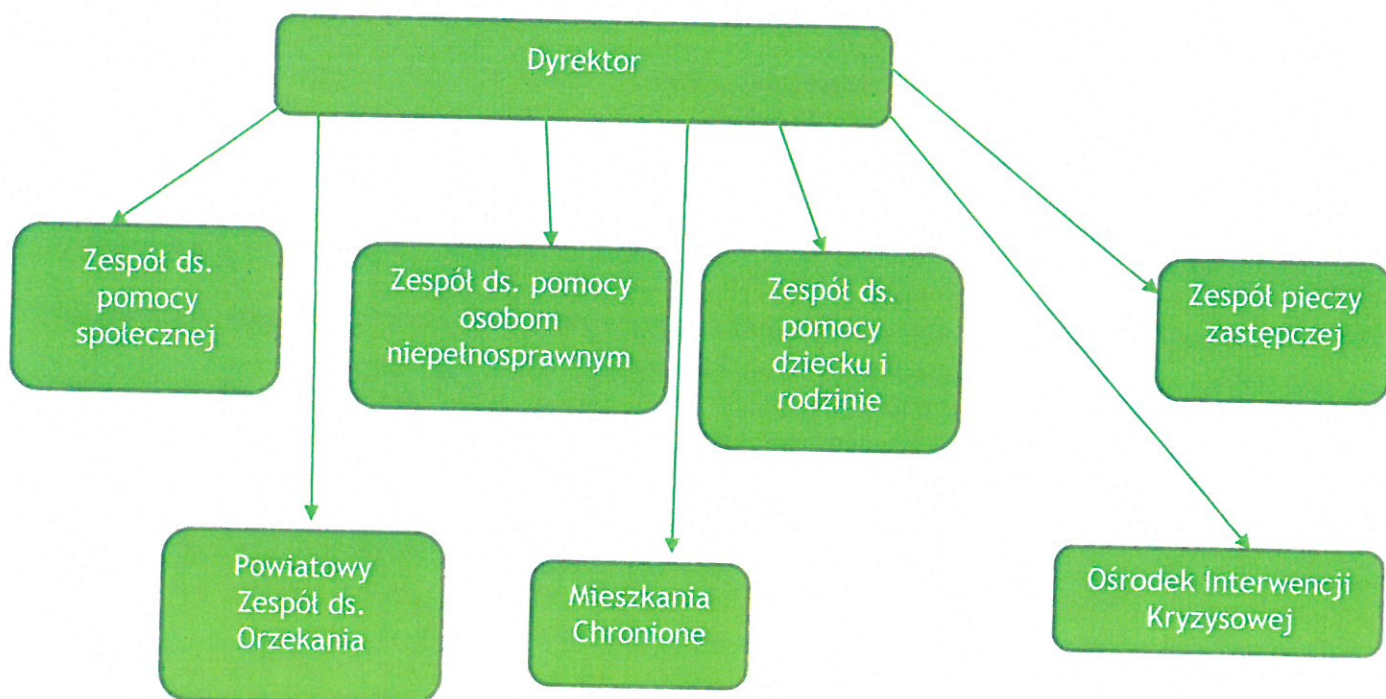 Dyrektor
Zespół ds.
pomocy
społecznej
Zespół ds. pomocy
osobom
niepełnosprawnym
Zespół ds.
pomocy
dziecku i
rodzinie
Zespół pieczy
zastępczej
Powiatowy
Zespół ds.
Orzekania
Mieszkania
Chronione
Ośrodek Interwencji
Kryzysowej